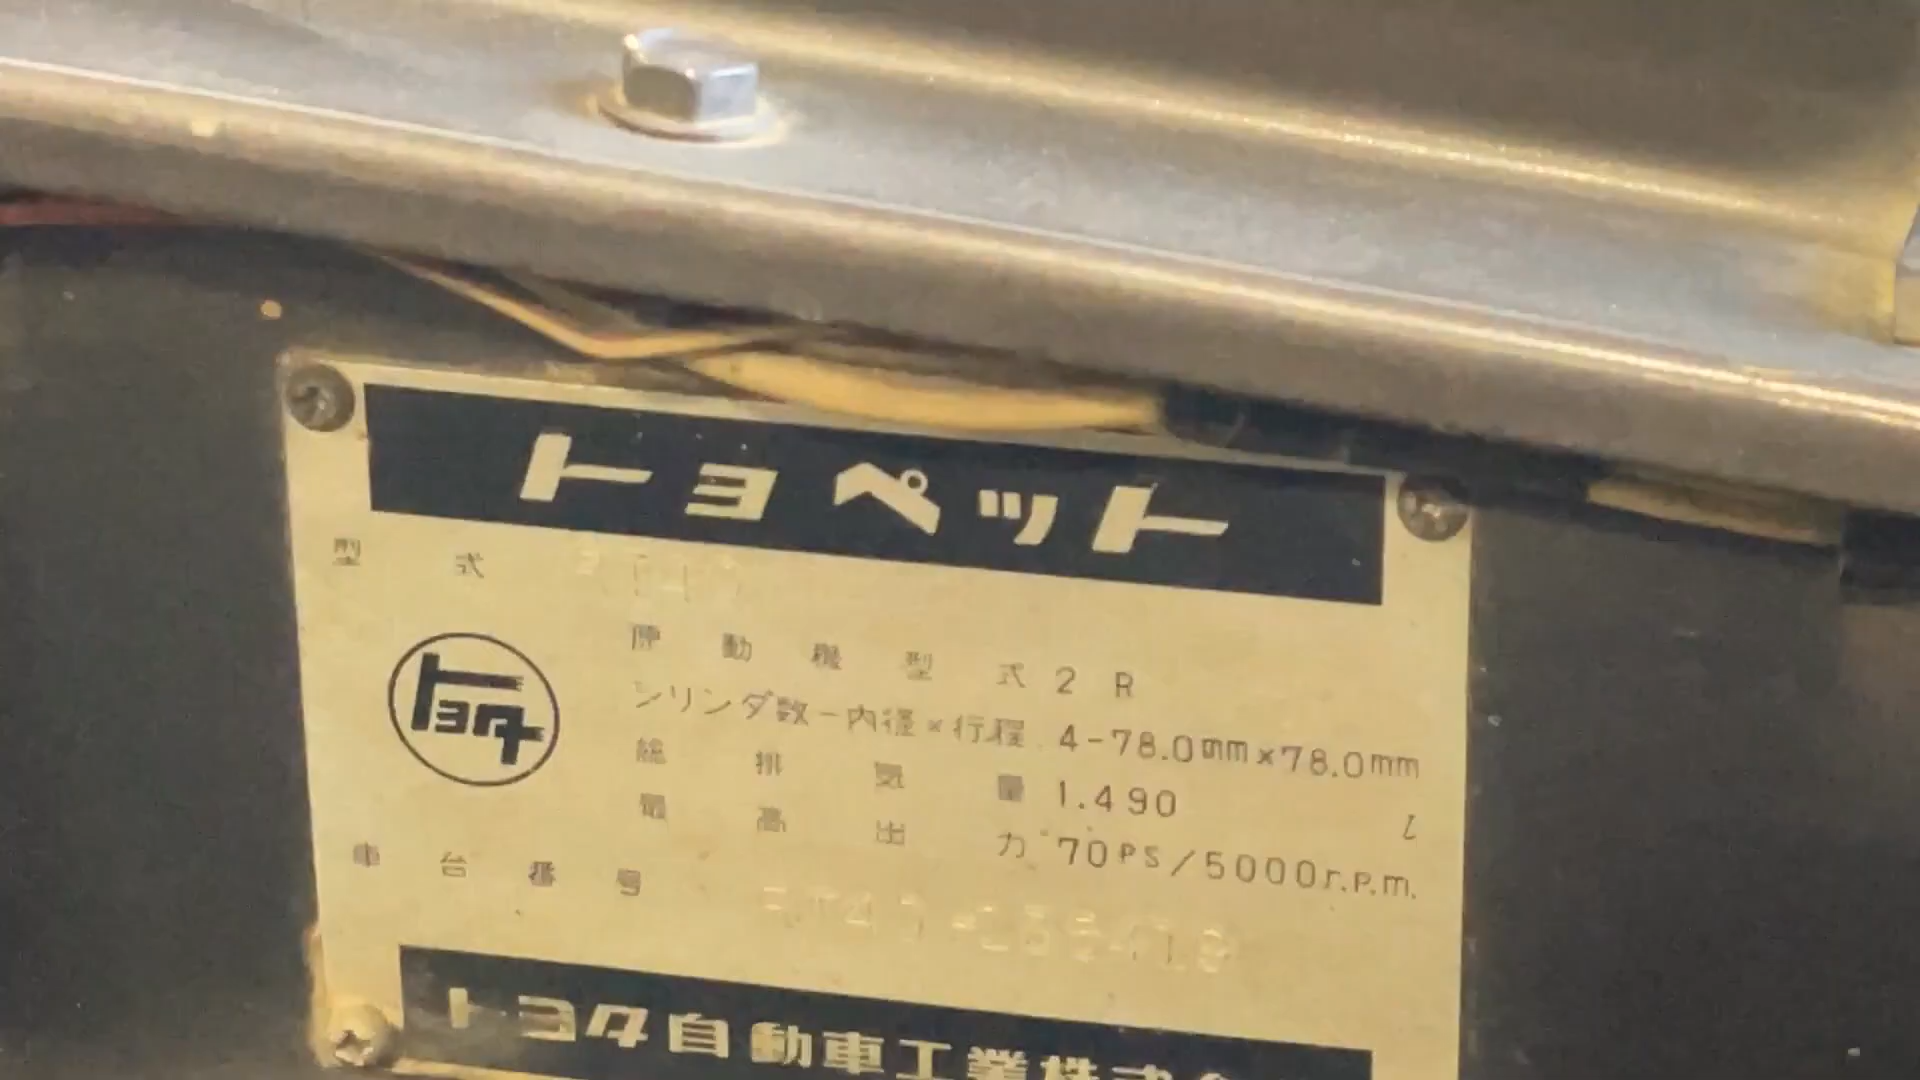 トヨペット
型式 RT40
トヨタ
原動機型式 2R
シリンダ数－内径×行程 4-78.0mm×78.0mm
総排気量 1.490 l
最高出力 70PS/5000r.p.m.
車台番号
トヨタ自動車工業株式会